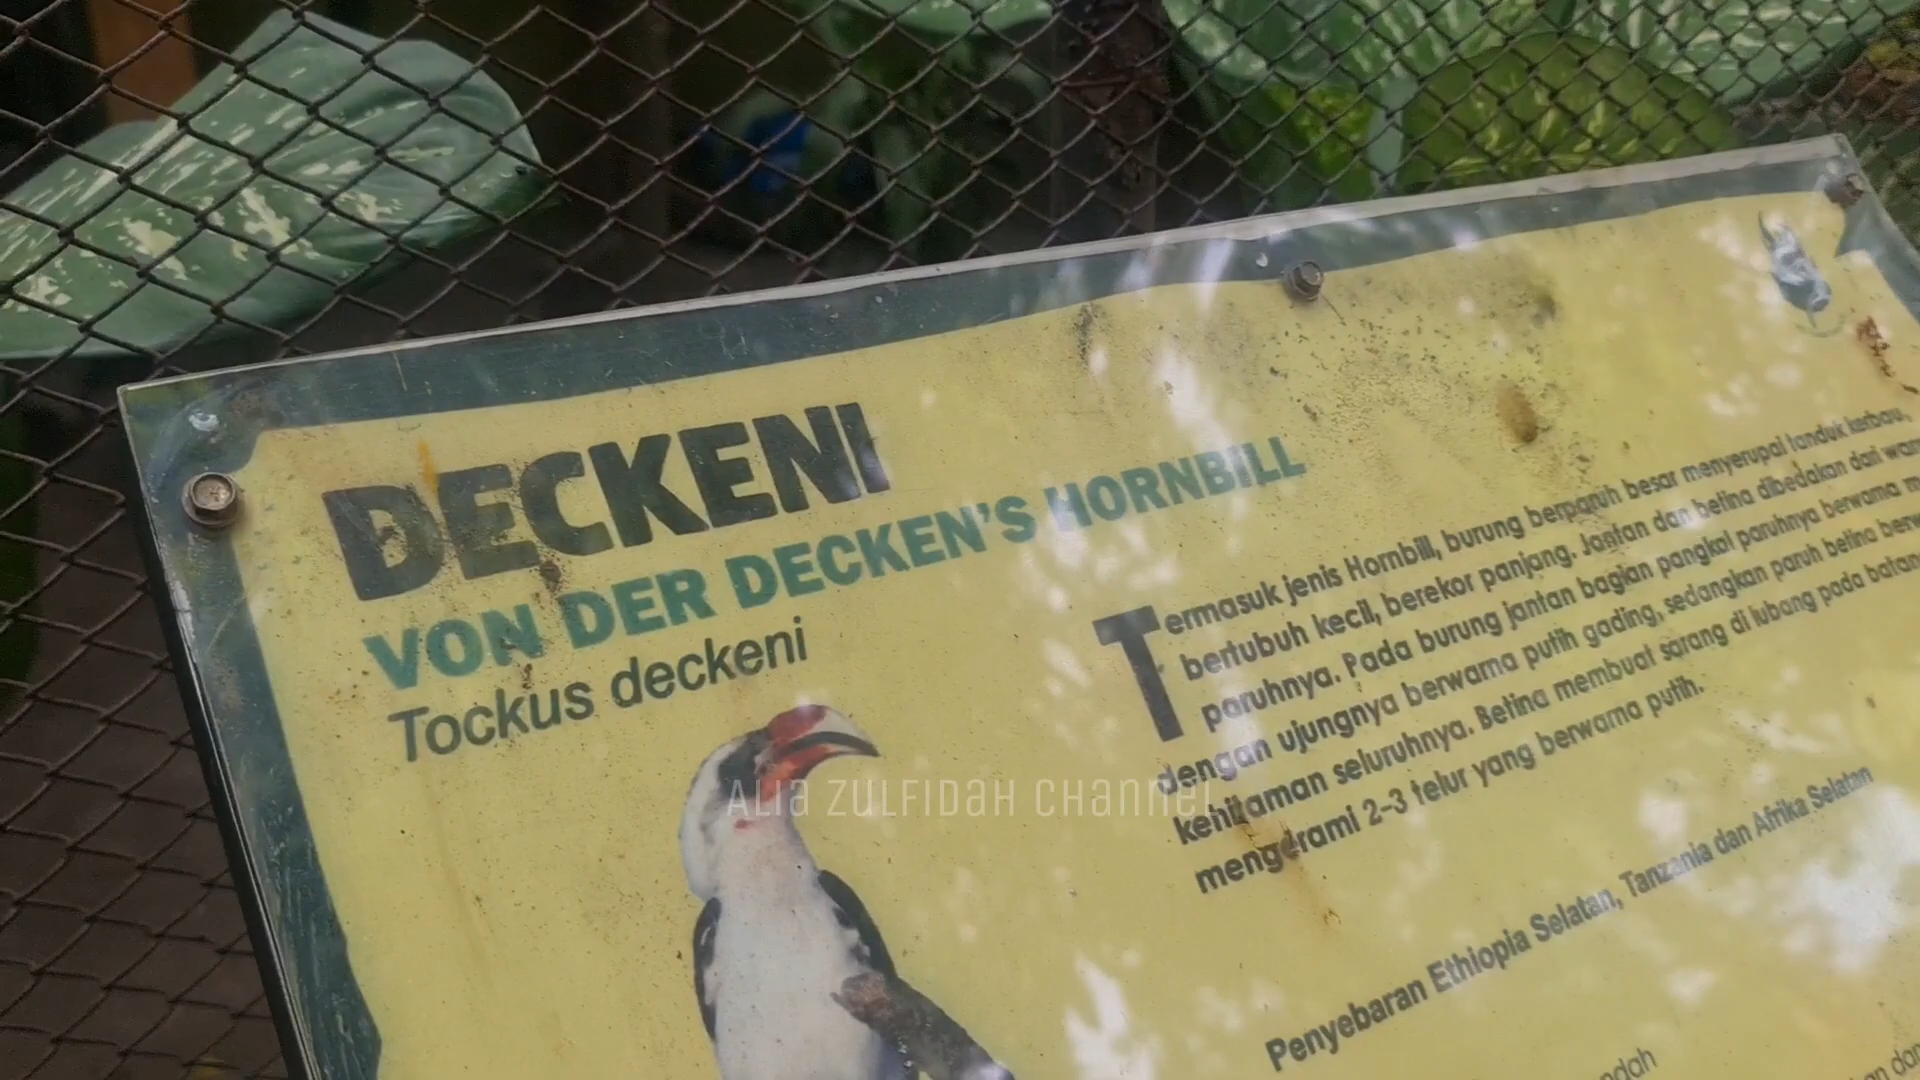 DECKENI
VON DER DECKEN'S HORNBILL
Tockus deckeni
Termasuk jenis Hornbill, burung berparuh besar menyerupai tanduk kerbau,
bertubuh kecil, berekor panjang. Jantan dan betina dibedakan dari
paruhnya. Pada burung jantan bagian pangkal paruhnya berwarna
dengan ujungnya berwarna putih gading, sedangkan paruh betina
kehitaman seluruhnya. Betina membuat sarang di lubang pada
mengerami 2-3 telur yang berwarna putih.
Penyebaran Ethiopia Selatan, Tanzania dan Afrika Selatan
ALIA ZULFIDAH CHANNEL